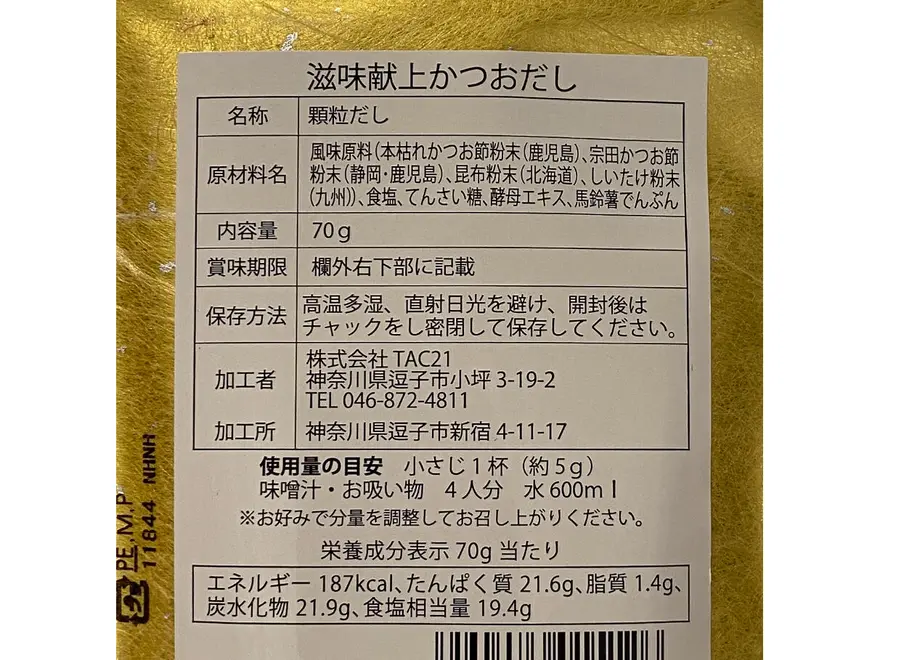 滋味献上かつおだし
名称 顆粒だし
原材料名 風味原料(本枯れかつお節粉末(鹿児島)、宗田かつお節
粉末(静岡・鹿児島)、昆布粉末(北海道)、しいたけ粉末
(九州))、食塩、てんさい糖、酵母エキス、馬鈴薯でんぷん
内容量 70g
賞味期限 欄外右下部に記載
保存方法 高温多湿、直射日光を避け、開封後は
チャックをし密閉して保存してください。
加工者 株式会社 TAC21
神奈川県逗子市小坪 3-19-2
TEL 046-872-4811
加工所 神奈川県逗子市新宿 4-11-17
使用量の目安 小さじ1杯(約5g)
味噌汁・お吸い物 4人分 水600ml
※お好みで分量を調整してお召し上がりください。
栄養成分表示 70g 当たり
エネルギー 187kcal、たんぱく質 21.6g、脂質 1.4g、
炭水化物 21.9g、食塩相当量 19.4g
PE.M.P
11844 NHNH